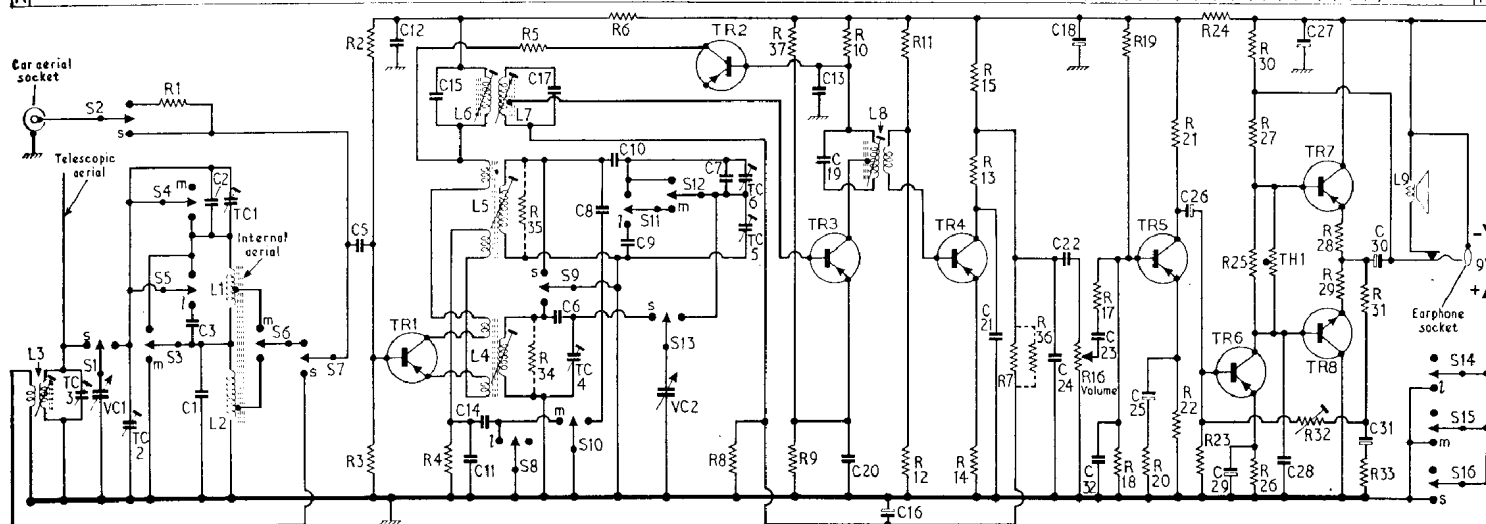 R2 C12 R5 R6 TR2 R37 R10 R11 C18 R19 R24 R30 C27
Car aerial socket
S2 R1 s
C15 L6 L7 C17 C13 R15 L8 R21 R27 TR7 L9
Telescopic aerial
S4 m C2 TC1 l
Internal aerial
C5 C10 C7 TC6 S12 m S11 l C9 TC5
L5 R35 C8 C19 R13 TR3 TR4 C22 TR5 C26 R28 C30 - 9V +
S5 l L1 C3 m S6 S3 m S7 s
S9 s l C6 s S13 R25 TH1 R29 R31
Earphone socket
L3 TC3 S1 s VC1 TC2 C1 L2
TR1 L4 R34 TC4 VC2 C21 R7 R36 C24 R17 C23 R16 Volume TR6 TR8 S14 l
C14 m S10 l S8 C25 R22 R32 C31 S15 m
R3 R4 C11 R8 R9 C20 R12 R14 C32 R18 R20 R23 C29 R26 C28 R33 S16 s
C16